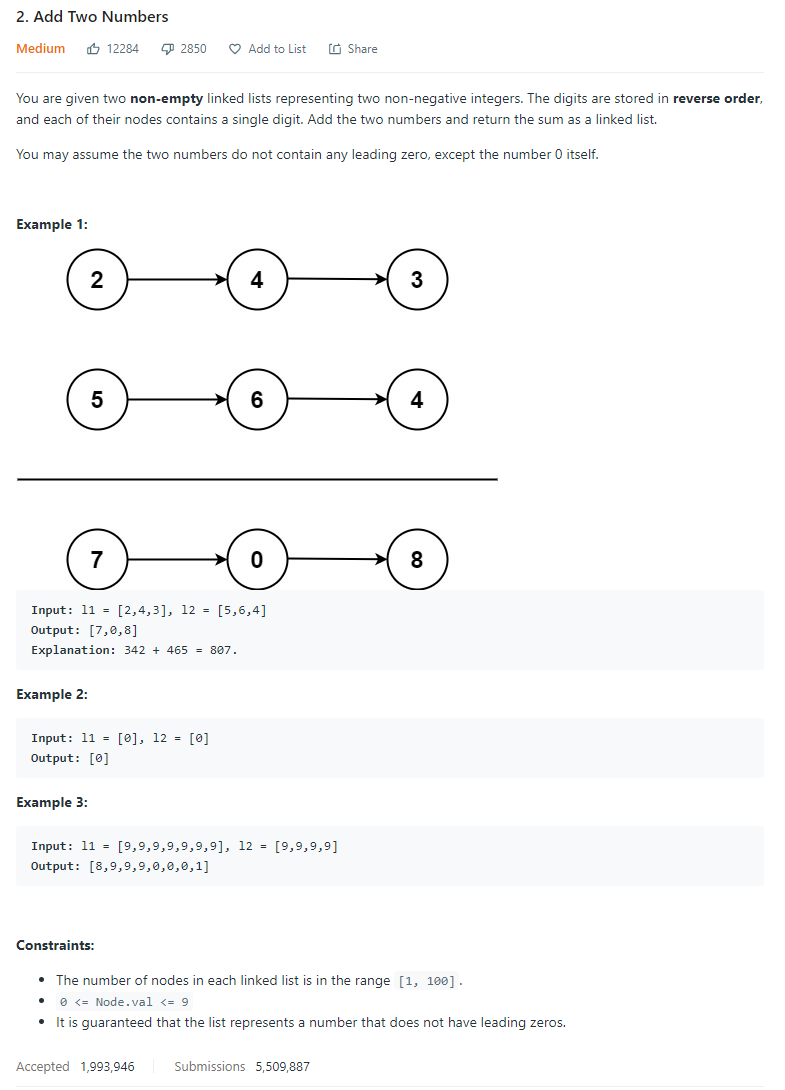 2. Add Two Numbers
Medium 12284 2850 Add to List Share
You are given two non-empty linked lists representing two non-negative integers. The digits are stored in reverse order,
and each of their nodes contains a single digit. Add the two numbers and return the sum as a linked list.
You may assume the two numbers do not contain any leading zero, except the number 0 itself.
Example 1:
2 4 3
5 6 4
7 0 8
Input: l1 = [2,4,3], l2 = [5,6,4]
Output: [7,0,8]
Explanation: 342 + 465 = 807.
Example 2:
Input: l1 = [0], l2 = [0]
Output: [0]
Example 3:
Input: l1 = [9,9,9,9,9,9,9], l2 = [9,9,9,9]
Output: [8,9,9,9,0,0,0,1]
Constraints:
• The number of nodes in each linked list is in the range [1, 100].
• 0 <= Node.val <= 9
• It is guaranteed that the list represents a number that does not have leading zeros.
Accepted 1,993,946 Submissions 5,509,887